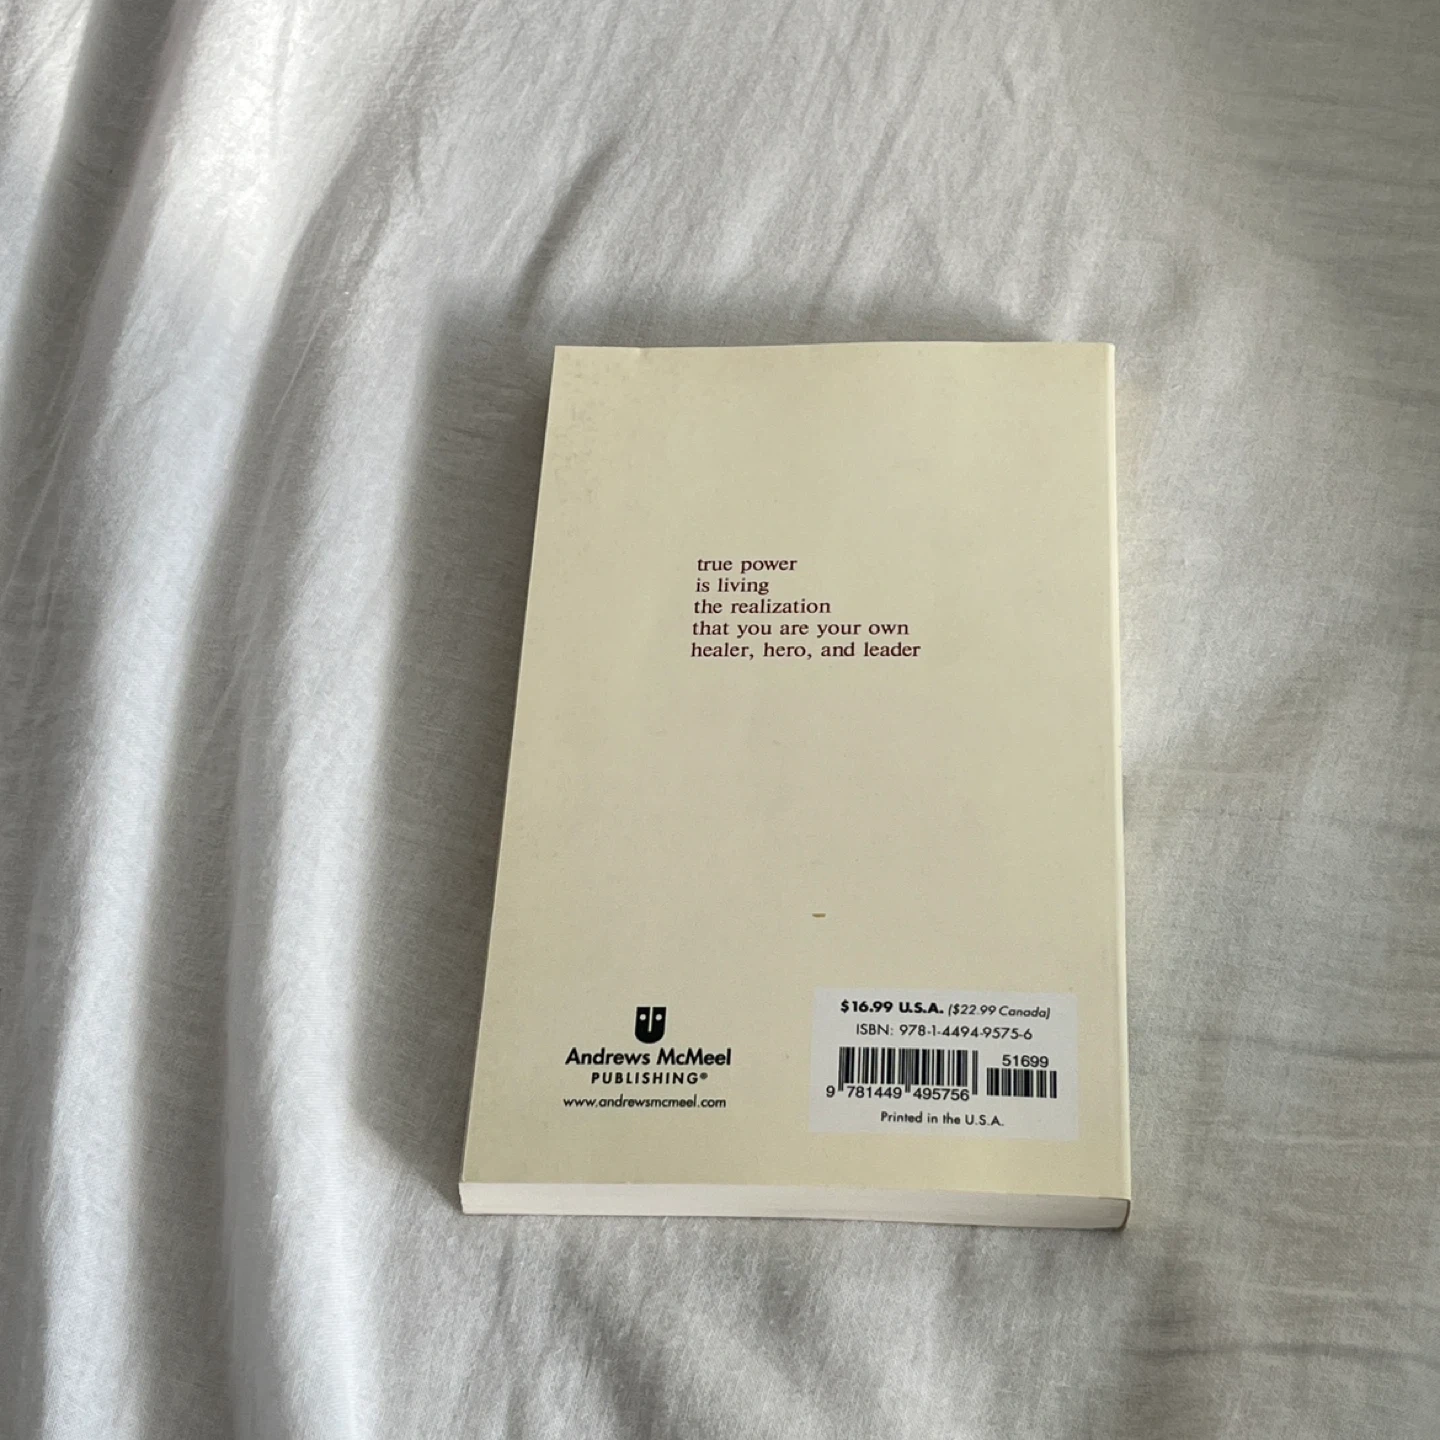 true power
is living
the realization
that you are your own
healer, hero, and leader
Andrews McMeel
PUBLISHING®
www.andrewsmcmeel.com
$16.99 U.S.A. ($22.99 Canada)
ISBN: 978-1-4494-9575-6
51699
9 781449 495756
Printed in the U.S.A.